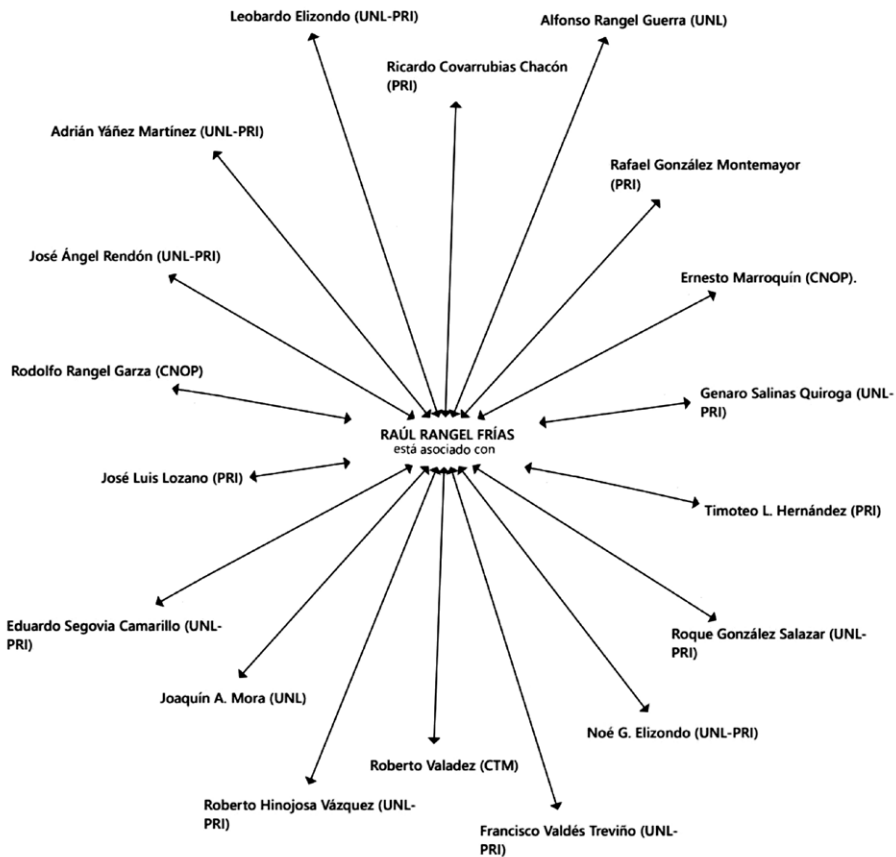 Leobardo Elizondo (UNL-PRI)
Alfonso Rangel Guerra (UNL)
Ricardo Covarrubias Chacón
(PRI)
Adrián Yáñez Martínez (UNL-PRI)
Rafael González Montemayor
(PRI)
José Ángel Rendón (UNL-PRI)
Ernesto Marroquín (CNOP).
Rodolfo Rangel Garza (CNOP)
Genaro Salinas Quiroga (UNL-
PRI)
RAÚL RANGEL FRÍAS
está asociado con
José Luis Lozano (PRI)
Timoteo L. Hernández (PRI)
Eduardo Segovia Camarillo (UNL-
PRI)
Roque González Salazar (UNL-
PRI)
Joaquín A. Mora (UNL)
Noé G. Elizondo (UNL-PRI)
Roberto Valadez (CTM)
Roberto Hinojosa Vázquez (UNL-
PRI)
Francisco Valdés Treviño (UNL-
PRI)